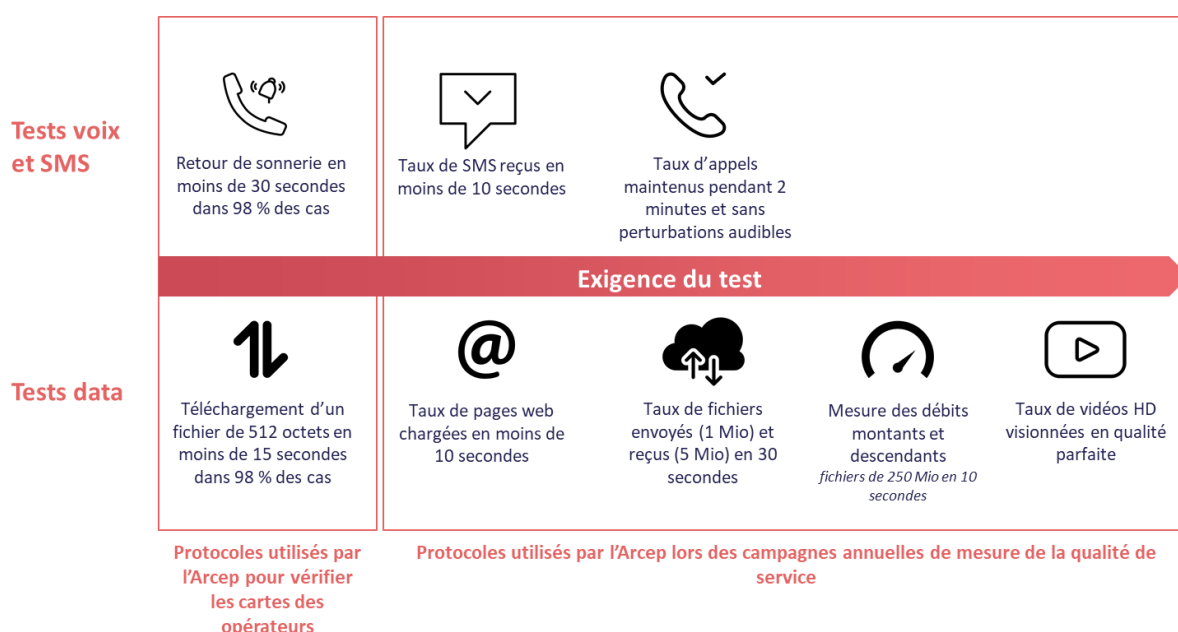 Tests voix
et SMS
Retour de sonnerie en
moins de 30 secondes
dans 98 % des cas
Taux de SMS reçus en
moins de 10 secondes
Taux d’appels
maintenus pendant 2
minutes et sans
perturbations audibles
Exigence du test
Tests data
Téléchargement d’un
fichier de 512 octets en
moins de 15 secondes
dans 98 % des cas
@
Taux de pages web
chargées en moins de
10 secondes
Taux de fichiers
envoyés (1 Mio) et
reçus (5 Mio) en 30
secondes
Mesure des débits
montants et
descendants
fichiers de 250 Mio en 10
secondes
Taux de vidéos HD
visionnées en qualité
parfaite
Protocoles utilisés par
l’Arcep pour vérifier
les cartes des
opérateurs
Protocoles utilisés par l’Arcep lors des campagnes annuelles de mesure de la qualité de
service